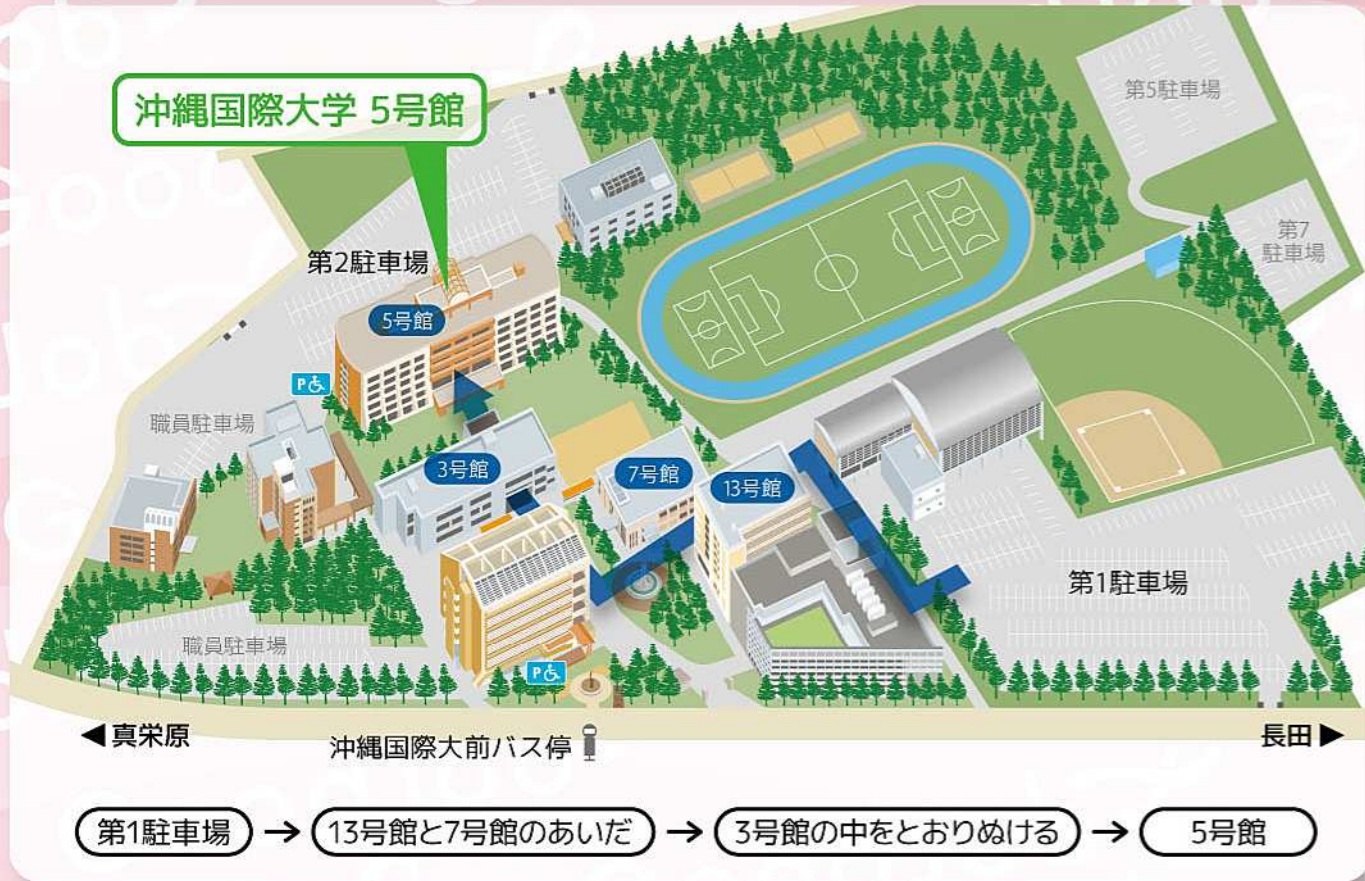 沖縄国際大学 5号館
第5駐車場
第7
駐車場
第2駐車場
5号館
P
職員駐車場
3号館
7号館
13号館
第1駐車場
職員駐車場
P
◀真栄原
沖縄国際大前バス停
長田▶
第1駐車場 → 13号館と7号館のあいだ → 3号館の中をとおりぬける → 5号館